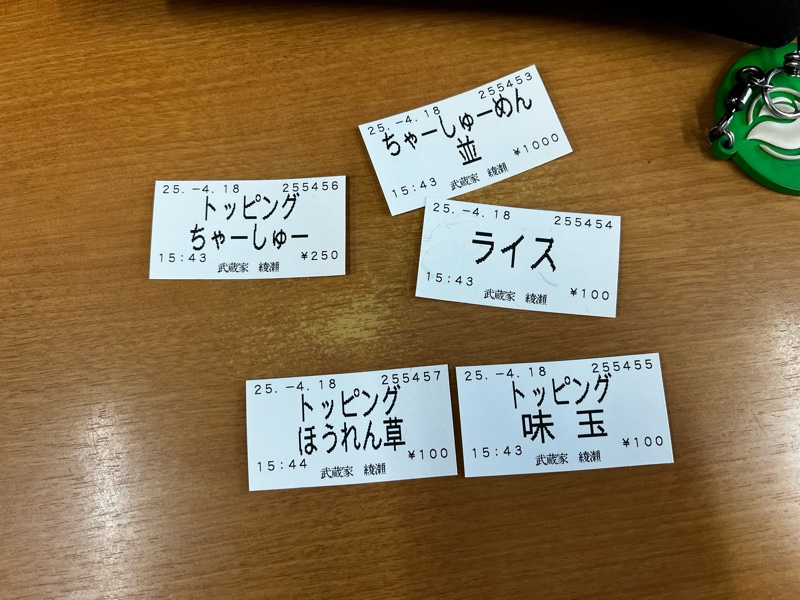 25.-4.18 255453
ちゃーしゅーめん
並
15:43 武蔵家 綾瀬 ¥1000
25.-4.18 255456
トッピング
ちゃーしゅー
15:43 武蔵家 綾瀬 ¥250
25.-4.18 255454
ライス
15:43 武蔵家 綾瀬 ¥100
25.-4.18 255457
トッピング
ほうれん草
15:44 武蔵家 綾瀬 ¥100
25.-4.18 255455
トッピング
味玉
15:43 武蔵家 綾瀬 ¥100